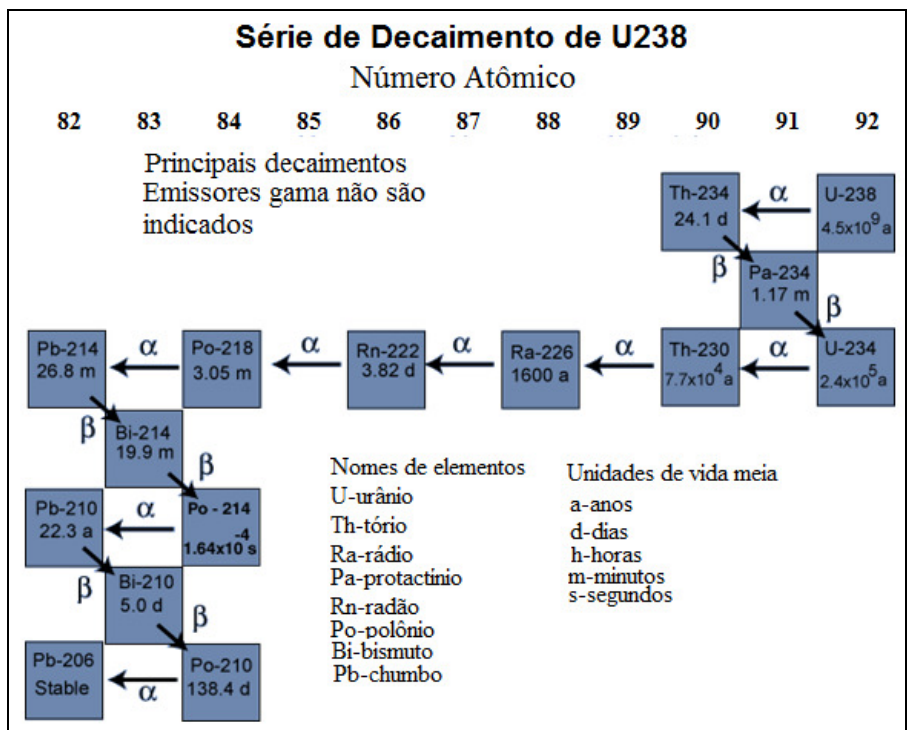 Série de Decaimento de U238
Número Atômico
82 83 84 85 86 87 88 89 90 91 92
Principais decaimentos
Emissores gama não são
indicados
Th-234
24.1 d
α
U-238
4.5x10⁹ a
β
Pa-234
1.17 m
β
Pb-214
26.8 m
α
Po-218
3.05 m
α
Rn-222
3.82 d
α
Ra-226
1600 a
α
Th-230
7.7x10⁴ a
α
U-234
2.4x10⁵ a
β
Bi-214
19.9 m
β
Pb-210
22.3 a
α
Po - 214
1.64x10⁻⁴ s
β
Bi-210
5.0 d
β
Pb-206
Stable
α
Po-210
138.4 d
Nomes de elementos
U-urânio
Th-tório
Ra-rádio
Pa-protactínio
Rn-radão
Po-polônio
Bi-bismuto
Pb-chumbo
Unidades de vida meia
a-anos
d-dias
h-horas
m-minutos
s-segundos